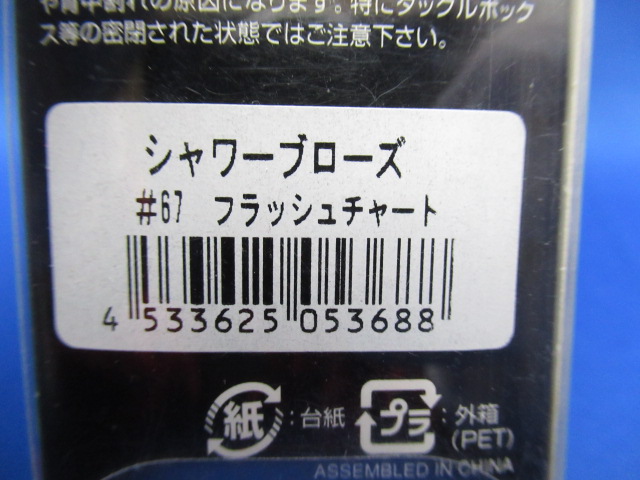 や背中割れの原因になります。特にタックルボック
ス等の密閉された状態ではご注意下さい。
シャワーブローズ
#67 フラッシュチャート
4 533625 053688
紙 :台紙
プラ :外箱
(PET)
ASSEMBLED IN CHINA